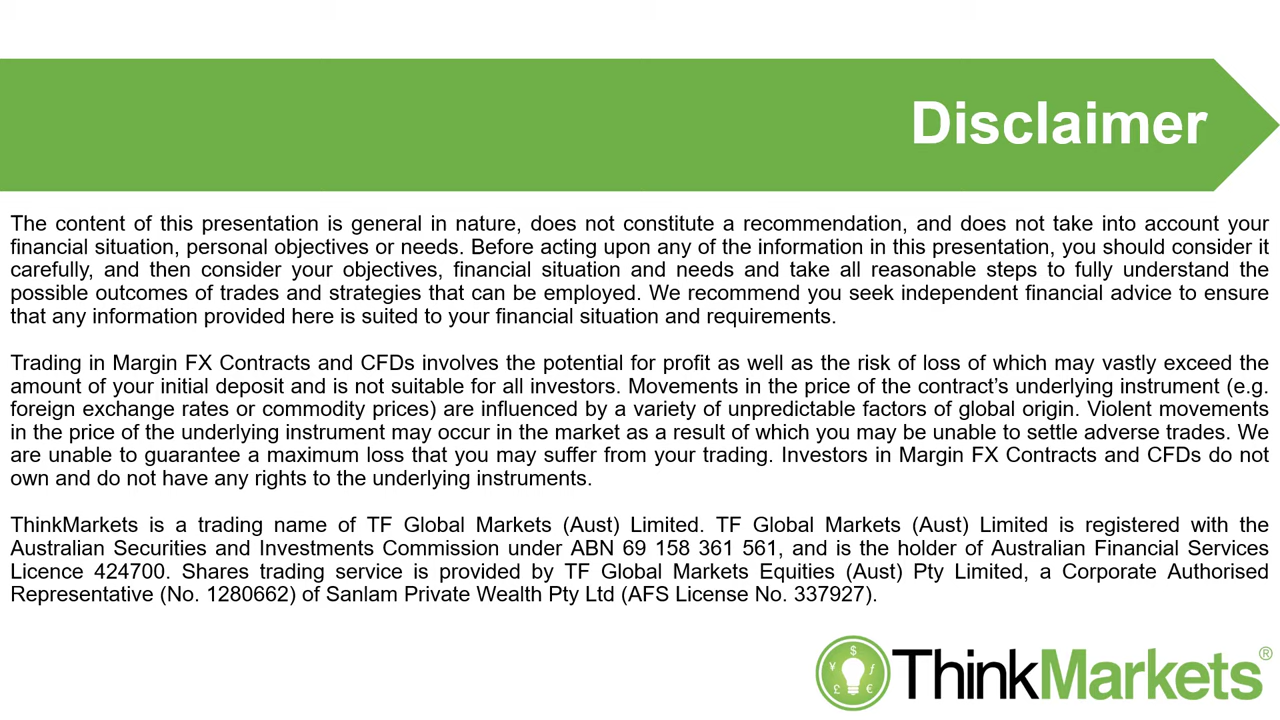 Disclaimer
The content of this presentation is general in nature, does not constitute a recommendation, and does not take into account your
financial situation, personal objectives or needs. Before acting upon any of the information in this presentation, you should consider it
carefully, and then consider your objectives, financial situation and needs and take all reasonable steps to fully understand the
possible outcomes of trades and strategies that can be employed. We recommend you seek independent financial advice to ensure
that any information provided here is suited to your financial situation and requirements.
Trading in Margin FX Contracts and CFDs involves the potential for profit as well as the risk of loss of which may vastly exceed the
amount of your initial deposit and is not suitable for all investors. Movements in the price of the contract’s underlying instrument (e.g.
foreign exchange rates or commodity prices) are influenced by a variety of unpredictable factors of global origin. Violent movements
in the price of the underlying instrument may occur in the market as a result of which you may be unable to settle adverse trades. We
are unable to guarantee a maximum loss that you may suffer from your trading. Investors in Margin FX Contracts and CFDs do not
own and do not have any rights to the underlying instruments.
ThinkMarkets is a trading name of TF Global Markets (Aust) Limited. TF Global Markets (Aust) Limited is registered with the
Australian Securities and Investments Commission under ABN 69 158 361 561, and is the holder of Australian Financial Services
Licence 424700. Shares trading service is provided by TF Global Markets Equities (Aust) Pty Limited, a Corporate Authorised
Representative (No. 1280662) of Sanlam Private Wealth Pty Ltd (AFS License No. 337927).
$ ¥ ƒ £ €
ThinkMarkets®